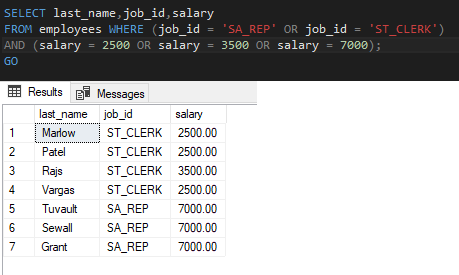 SELECT last_name,job_id,salary
FROM employees WHERE (job_id = 'SA_REP' OR job_id = 'ST_CLERK')
AND (salary = 2500 OR salary = 3500 OR salary = 7000);
GO
Results Messages
last_name job_id salary
1 Marlow ST_CLERK 2500.00
2 Patel ST_CLERK 2500.00
3 Rajs ST_CLERK 3500.00
4 Vargas ST_CLERK 2500.00
5 Tuvault SA_REP 7000.00
6 Sewall SA_REP 7000.00
7 Grant SA_REP 7000.00